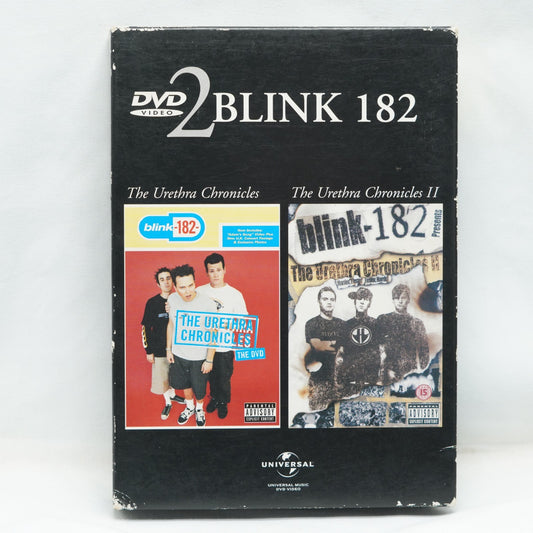 DVD
VIDEO
2 BLINK 182
The Urethra Chronicles
The Urethra Chronicles II
blink-182-
THE URETHRA
CHRONICLES
THE DVD
PARENTAL
ADVISORY
EXPLICIT CONTENT
blink-182
Presents
The Urethra Chronicles II
15
PARENTAL
ADVISORY
EXPLICIT CONTENT
UNIVERSAL
UNIVERSAL MUSIC
DVD VIDEO